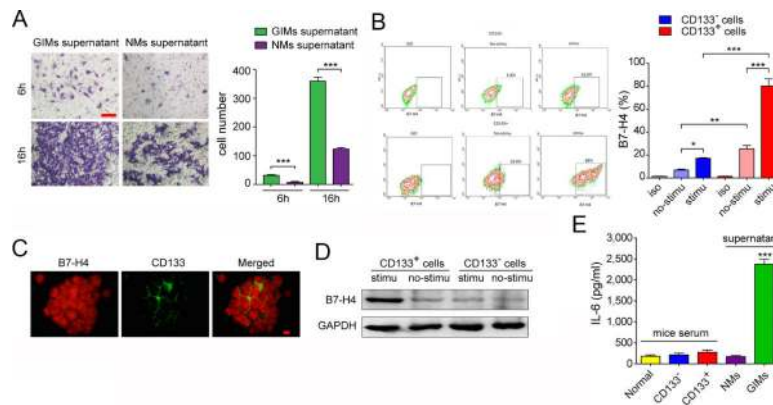 A
GIMs supernatant
NMs supernatant
6h
16h
GIMs supernatant
NMs supernatant
cell number
400
300
200
100
0
***
***
6h
16h
B
CD133⁻ cells
CD133⁺ cells
B7-H4 (%)
100
80
60
40
20
0
***
***
**
*
iso
no-stimu
stimu
iso
no-stimu
stimu
C
B7-H4
CD133
Merged
D
CD133⁺ cells
CD133⁻ cells
stimu
no-stimu
stimu
no-stimu
B7-H4
GAPDH
E
supernatant
***
IL-6 (pg/ml)
3,000
2,500
2,000
1,500
1,000
500
0
mice serum
Normal
CD133⁻
CD133⁺
NMs
GIMs